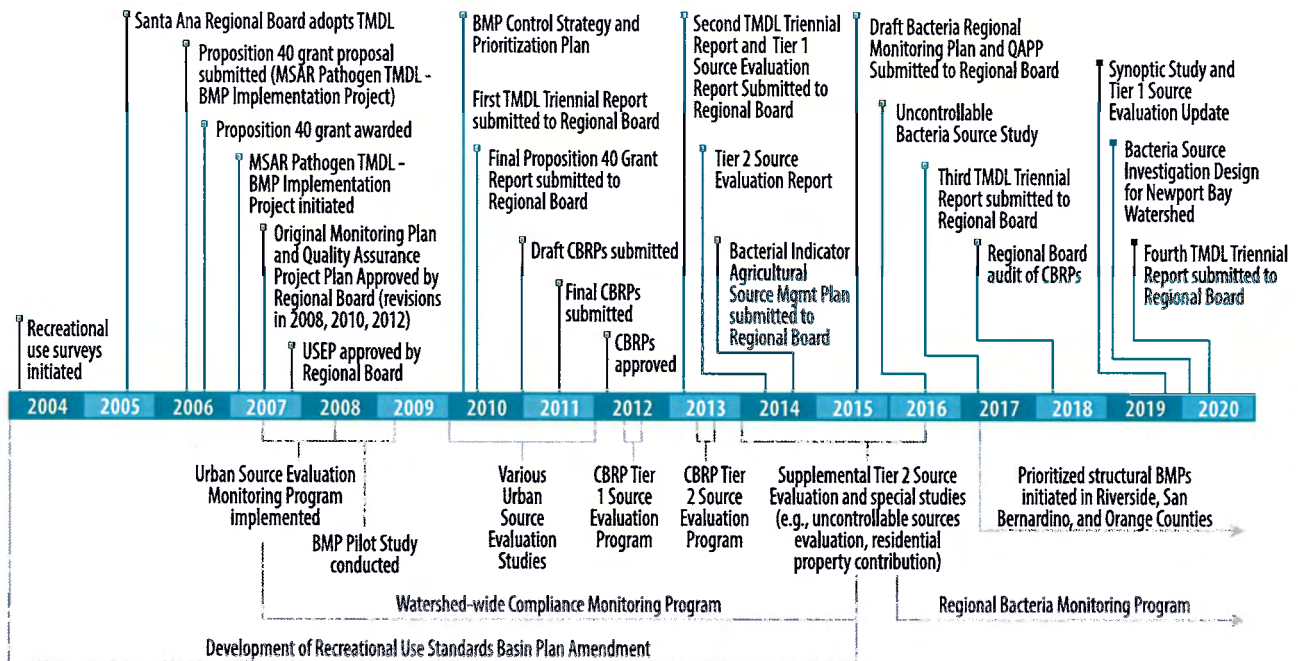 Santa Ana Regional Board adopts TMDL
Proposition 40 grant proposal
submitted (MSAR Pathogen TMDL -
BMP Implementation Project)
Proposition 40 grant awarded
MSAR Pathogen TMDL -
BMP Implementation
Project initiated
Original Monitoring Plan
and Quality Assurance
Project Plan Approved by
Regional Board (revisions
in 2008, 2010, 2012)
Recreational
use surveys
initiated
USEP approved by
Regional Board
BMP Control Strategy and
Prioritization Plan
First TMDL Triennial Report
submitted to Regional Board
Final Proposition 40 Grant
Report submitted to
Regional Board
Draft CBRPs submitted
Final CBRPs
submitted
CBRPs
approved
Second TMDL Triennial
Report and Tier 1
Source Evaluation
Report Submitted to
Regional Board
Tier 2 Source
Evaluation Report
Bacterial Indicator
Agricultural
Source Mgmt Plan
submitted to
Regional Board
Draft Bacteria Regional
Monitoring Plan and QAPP
Submitted to Regional Board
Uncontrollable
Bacteria Source Study
Third TMDL Triennial
Report submitted to
Regional Board
Regional Board
audit of CBRPs
Synoptic Study and
Tier 1 Source
Evaluation Update
Bacteria Source
Investigation Design
for Newport Bay
Watershed
Fourth TMDL Triennial
Report submitted to
Regional Board
2004 2005 2006 2007 2008 2009 2010 2011 2012 2013 2014 2015 2016 2017 2018 2019 2020
Urban Source Evaluation
Monitoring Program
implemented
BMP Pilot Study
conducted
Various
Urban
Source
Evaluation
Studies
CBRP Tier
1 Source
Evaluation
Program
CBRP Tier
2 Source
Evaluation
Program
Supplemental Tier 2 Source
Evaluation and special studies
(e.g., uncontrollable sources
evaluation, residential
property contribution)
Prioritized structural BMPs
initiated in Riverside, San
Bernardino, and Orange Counties
Watershed-wide Compliance Monitoring Program
Regional Bacteria Monitoring Program
Development of Recreational Use Standards Basin Plan Amendment